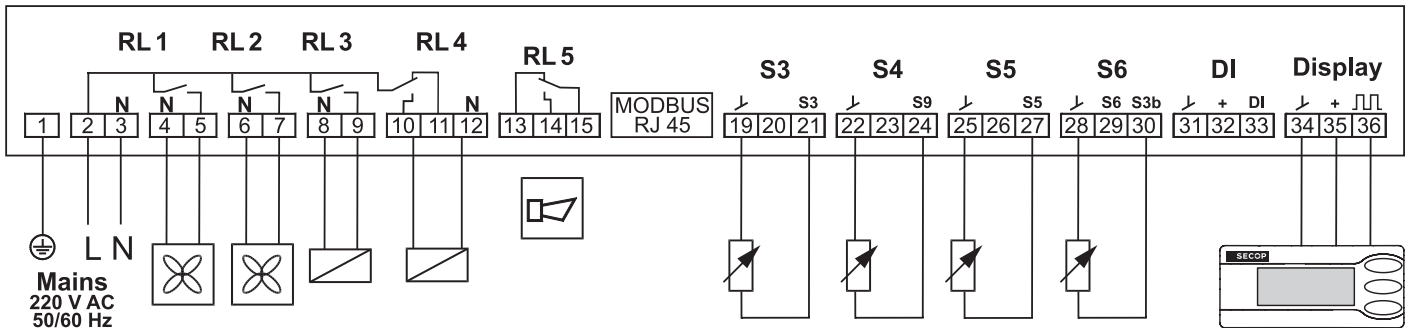 RL 1 RL 2 RL 3 RL 4 RL 5 S3 S4 S5 S6 DI Display
N N N N N S3 S9 S5 S6 S3b + DI +
1 2 3 4 5 6 7 8 9 10 11 12 13 14 15 MODBUS RJ 45 19 20 21 22 23 24 25 26 27 28 29 30 31 32 33 34 35 36
L N
Mains
220 V AC
50/60 Hz
SECOP